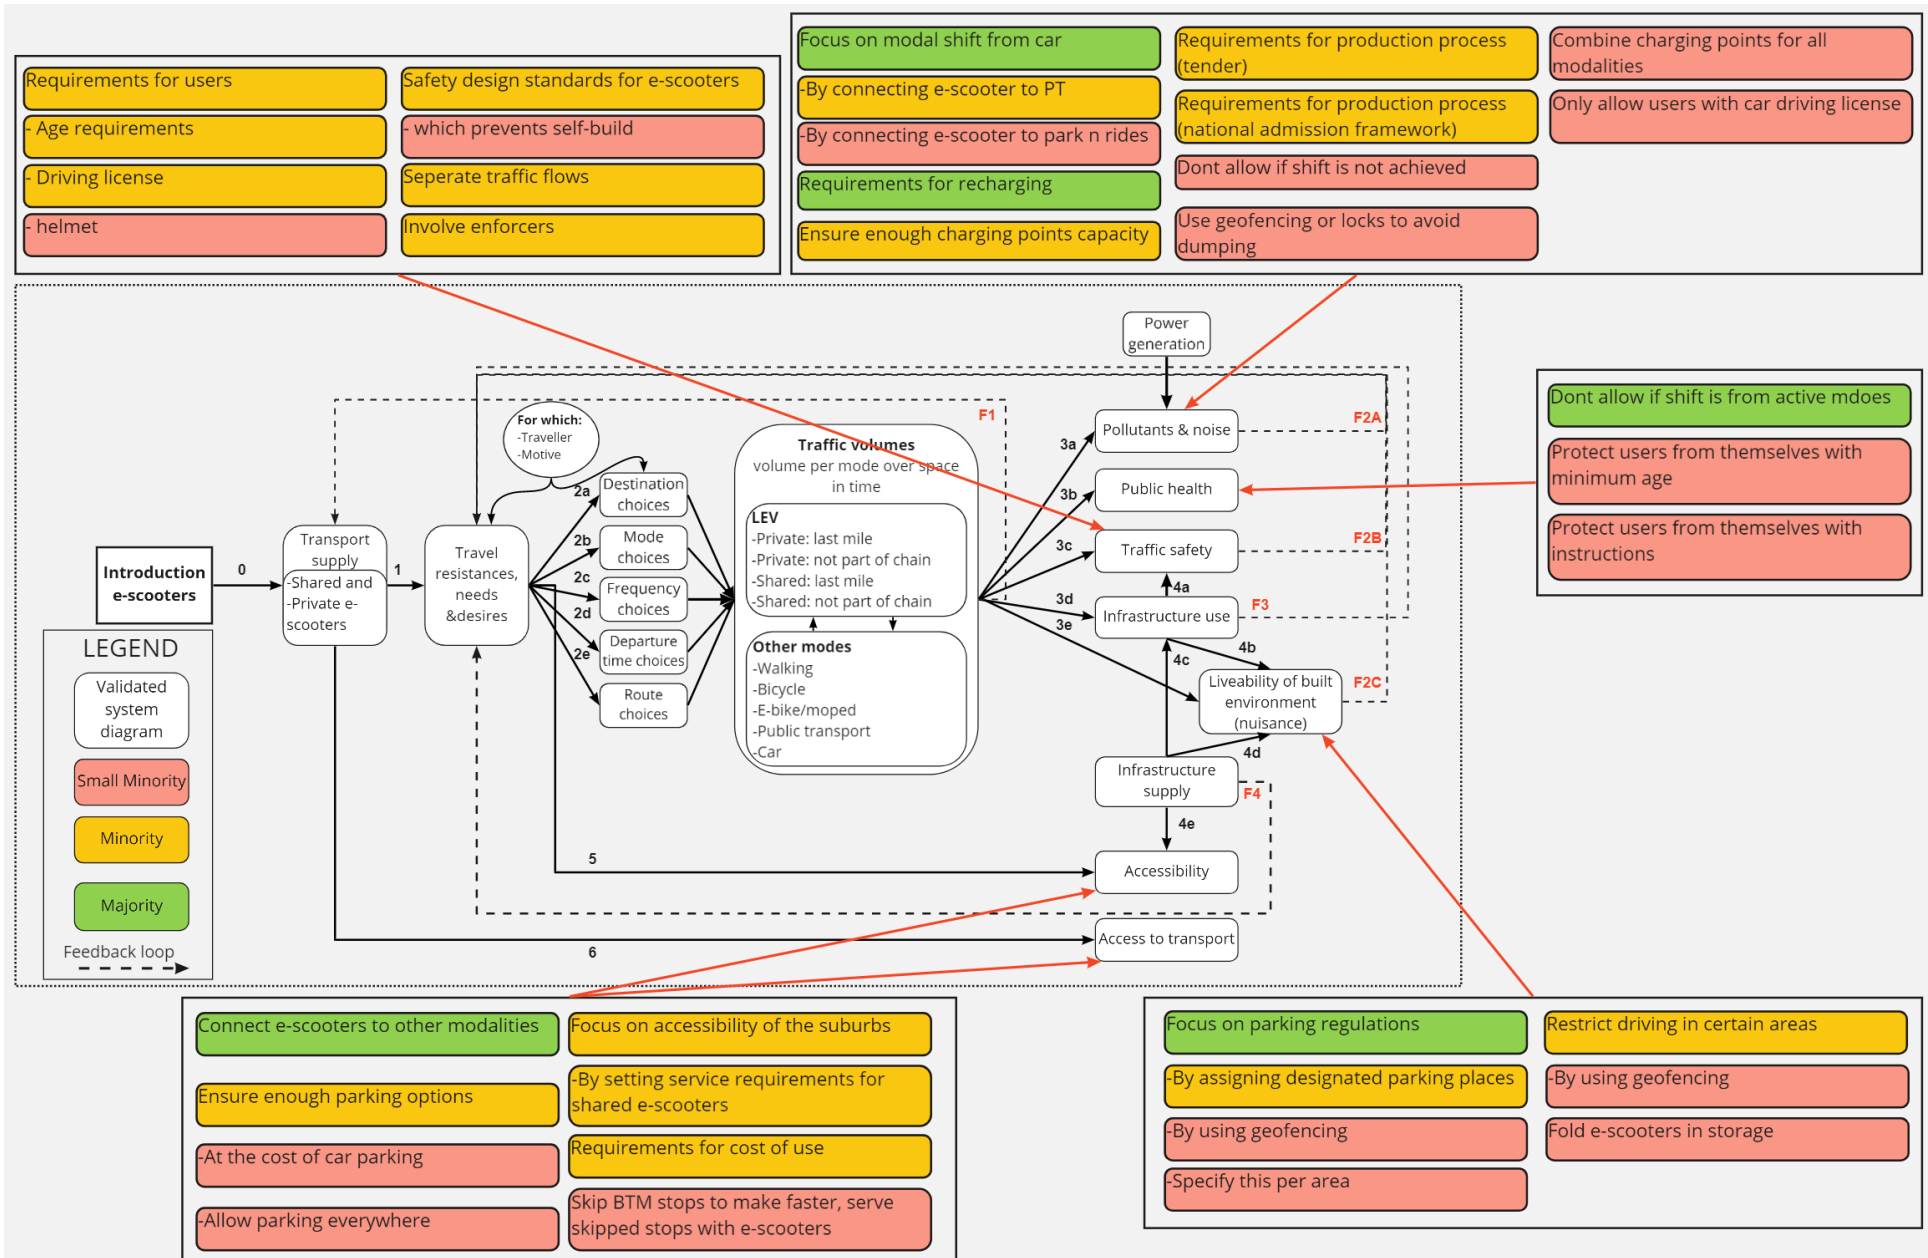 Requirements for users
- Age requirements
- Driving license
- helmet
Safety design standards for e-scooters
- which prevents self-build
Seperate traffic flows
Involve enforcers
Focus on modal shift from car
-By connecting e-scooter to PT
-By connecting e-scooter to park n rides
Requirements for recharging
Ensure enough charging points capacity
Requirements for production process
(tender)
Requirements for production process
(national admission framework)
Dont allow if shift is not achieved
Use geofencing or locks to avoid
dumping
Combine charging points for all
modalities
Only allow users with car driving license
Dont allow if shift is from active mdoes
Protect users from themselves with
minimum age
Protect users from themselves with
instructions
Introduction
e-scooters
0
Transport
supply
-Shared and
-Private e-
scooters
1
Travel
resistances,
needs
&desires
For which:
-Traveller
-Motive
2a
2b
2c
2d
2e
Destination
choices
Mode
choices
Frequency
choices
Departure
time choices
Route
choices
Traffic volumes
volume per mode over space
in time
LEV
-Private: last mile
-Private: not part of chain
-Shared: last mile
-Shared: not part of chain
Other modes
-Walking
-Bicycle
-E-bike/moped
-Public transport
-Car
F1
3a
3b
3c
3d
3e
Power
generation
Pollutants & noise
F2A
Public health
Traffic safety
F2B
4a
Infrastructure use
F3
4b
4c
Liveability of built
environment
(nuisance)
F2C
4d
Infrastructure
supply
F4
4e
Accessibility
5
Access to transport
6
LEGEND
Validated
system
diagram
Small Minority
Minority
Majority
Feedback loop
Connect e-scooters to other modalities
Ensure enough parking options
-At the cost of car parking
-Allow parking everywhere
Focus on accessibility of the suburbs
-By setting service requirements for
shared e-scooters
Requirements for cost of use
Skip BTM stops to make faster, serve
skipped stops with e-scooters
Focus on parking regulations
-By assigning designated parking places
-By using geofencing
-Specify this per area
Restrict driving in certain areas
-By using geofencing
Fold e-scooters in storage